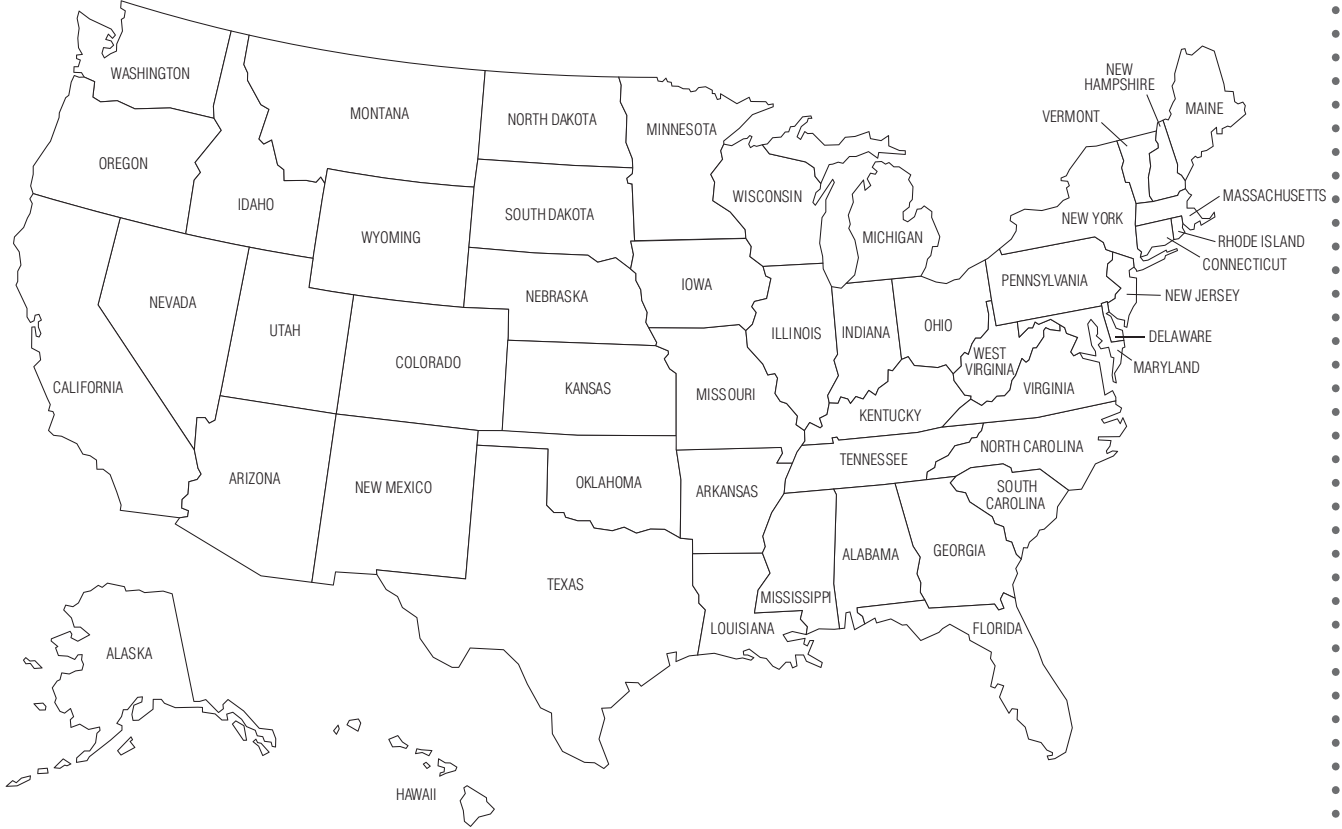 WASHINGTON
MONTANA
NORTH DAKOTA
MINNESOTA
NEW
HAMPSHIRE
VERMONT
MAINE
OREGON
IDAHO
WYOMING
SOUTH DAKOTA
WISCONSIN
MICHIGAN
NEW YORK
MASSACHUSETTS
RHODE ISLAND
CONNECTICUT
NEVADA
UTAH
COLORADO
NEBRASKA
IOWA
ILLINOIS
INDIANA
OHIO
PENNSYLVANIA
NEW JERSEY
DELAWARE
MARYLAND
WEST
VIRGINIA
VIRGINIA
CALIFORNIA
KANSAS
MISSOURI
KENTUCKY
ARIZONA
NEW MEXICO
OKLAHOMA
ARKANSAS
TENNESSEE
NORTH CAROLINA
SOUTH
CAROLINA
TEXAS
LOUISIANA
MISSISSIPPI
ALABAMA
GEORGIA
FLORIDA
ALASKA
HAWAII